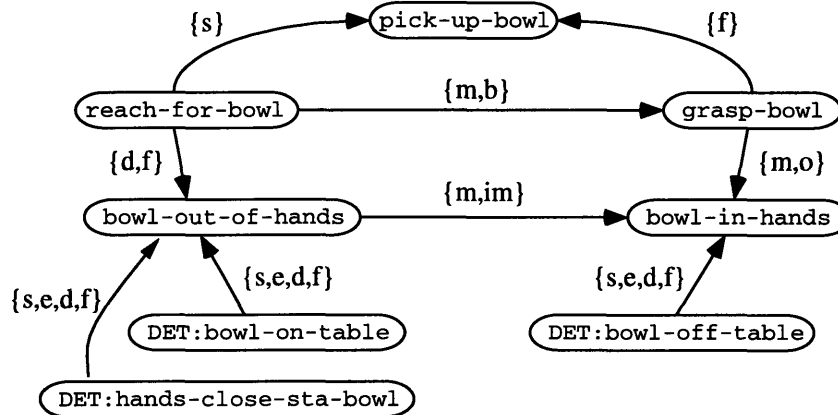 {s}
pick-up-bowl
{f}
reach-for-bowl
{m,b}
grasp-bowl
{d,f}
{m,o}
bowl-out-of-hands
{m,im}
bowl-in-hands
{s,e,d,f}
{s,e,d,f}
{s,e,d,f}
DET:bowl-on-table
DET:bowl-off-table
DET:hands-close-sta-bowl